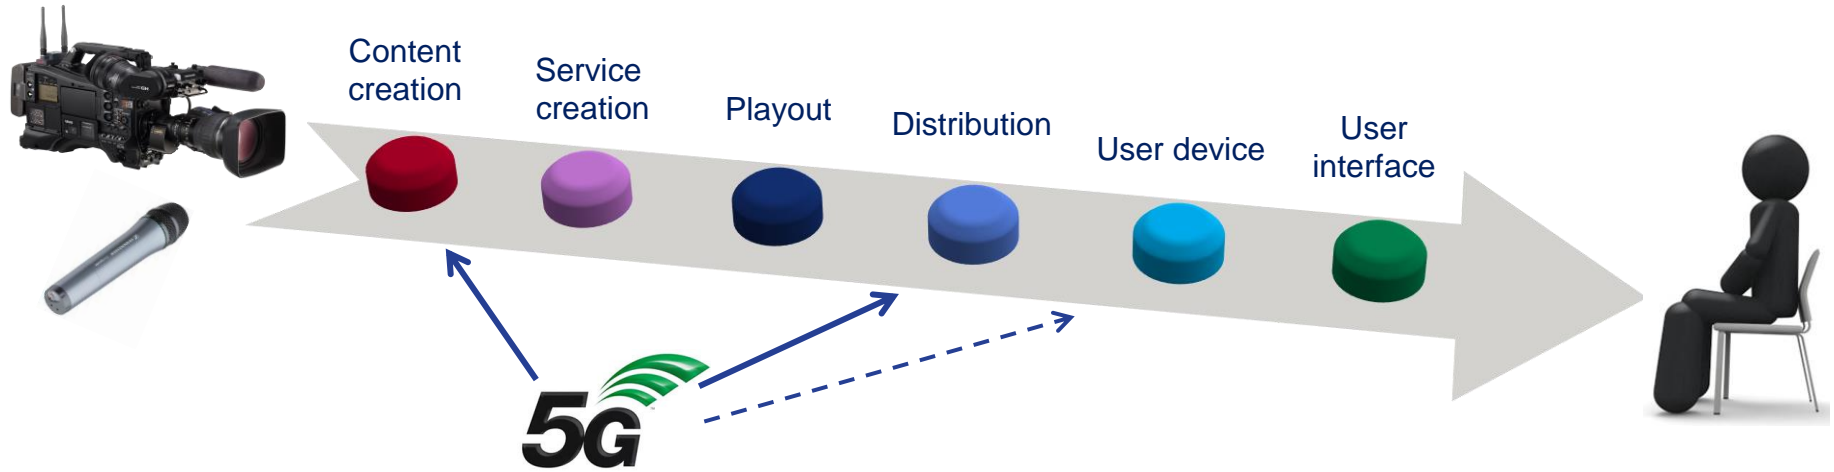 Content
creation
Service
creation
Playout
Distribution
User device
User
interface
5G